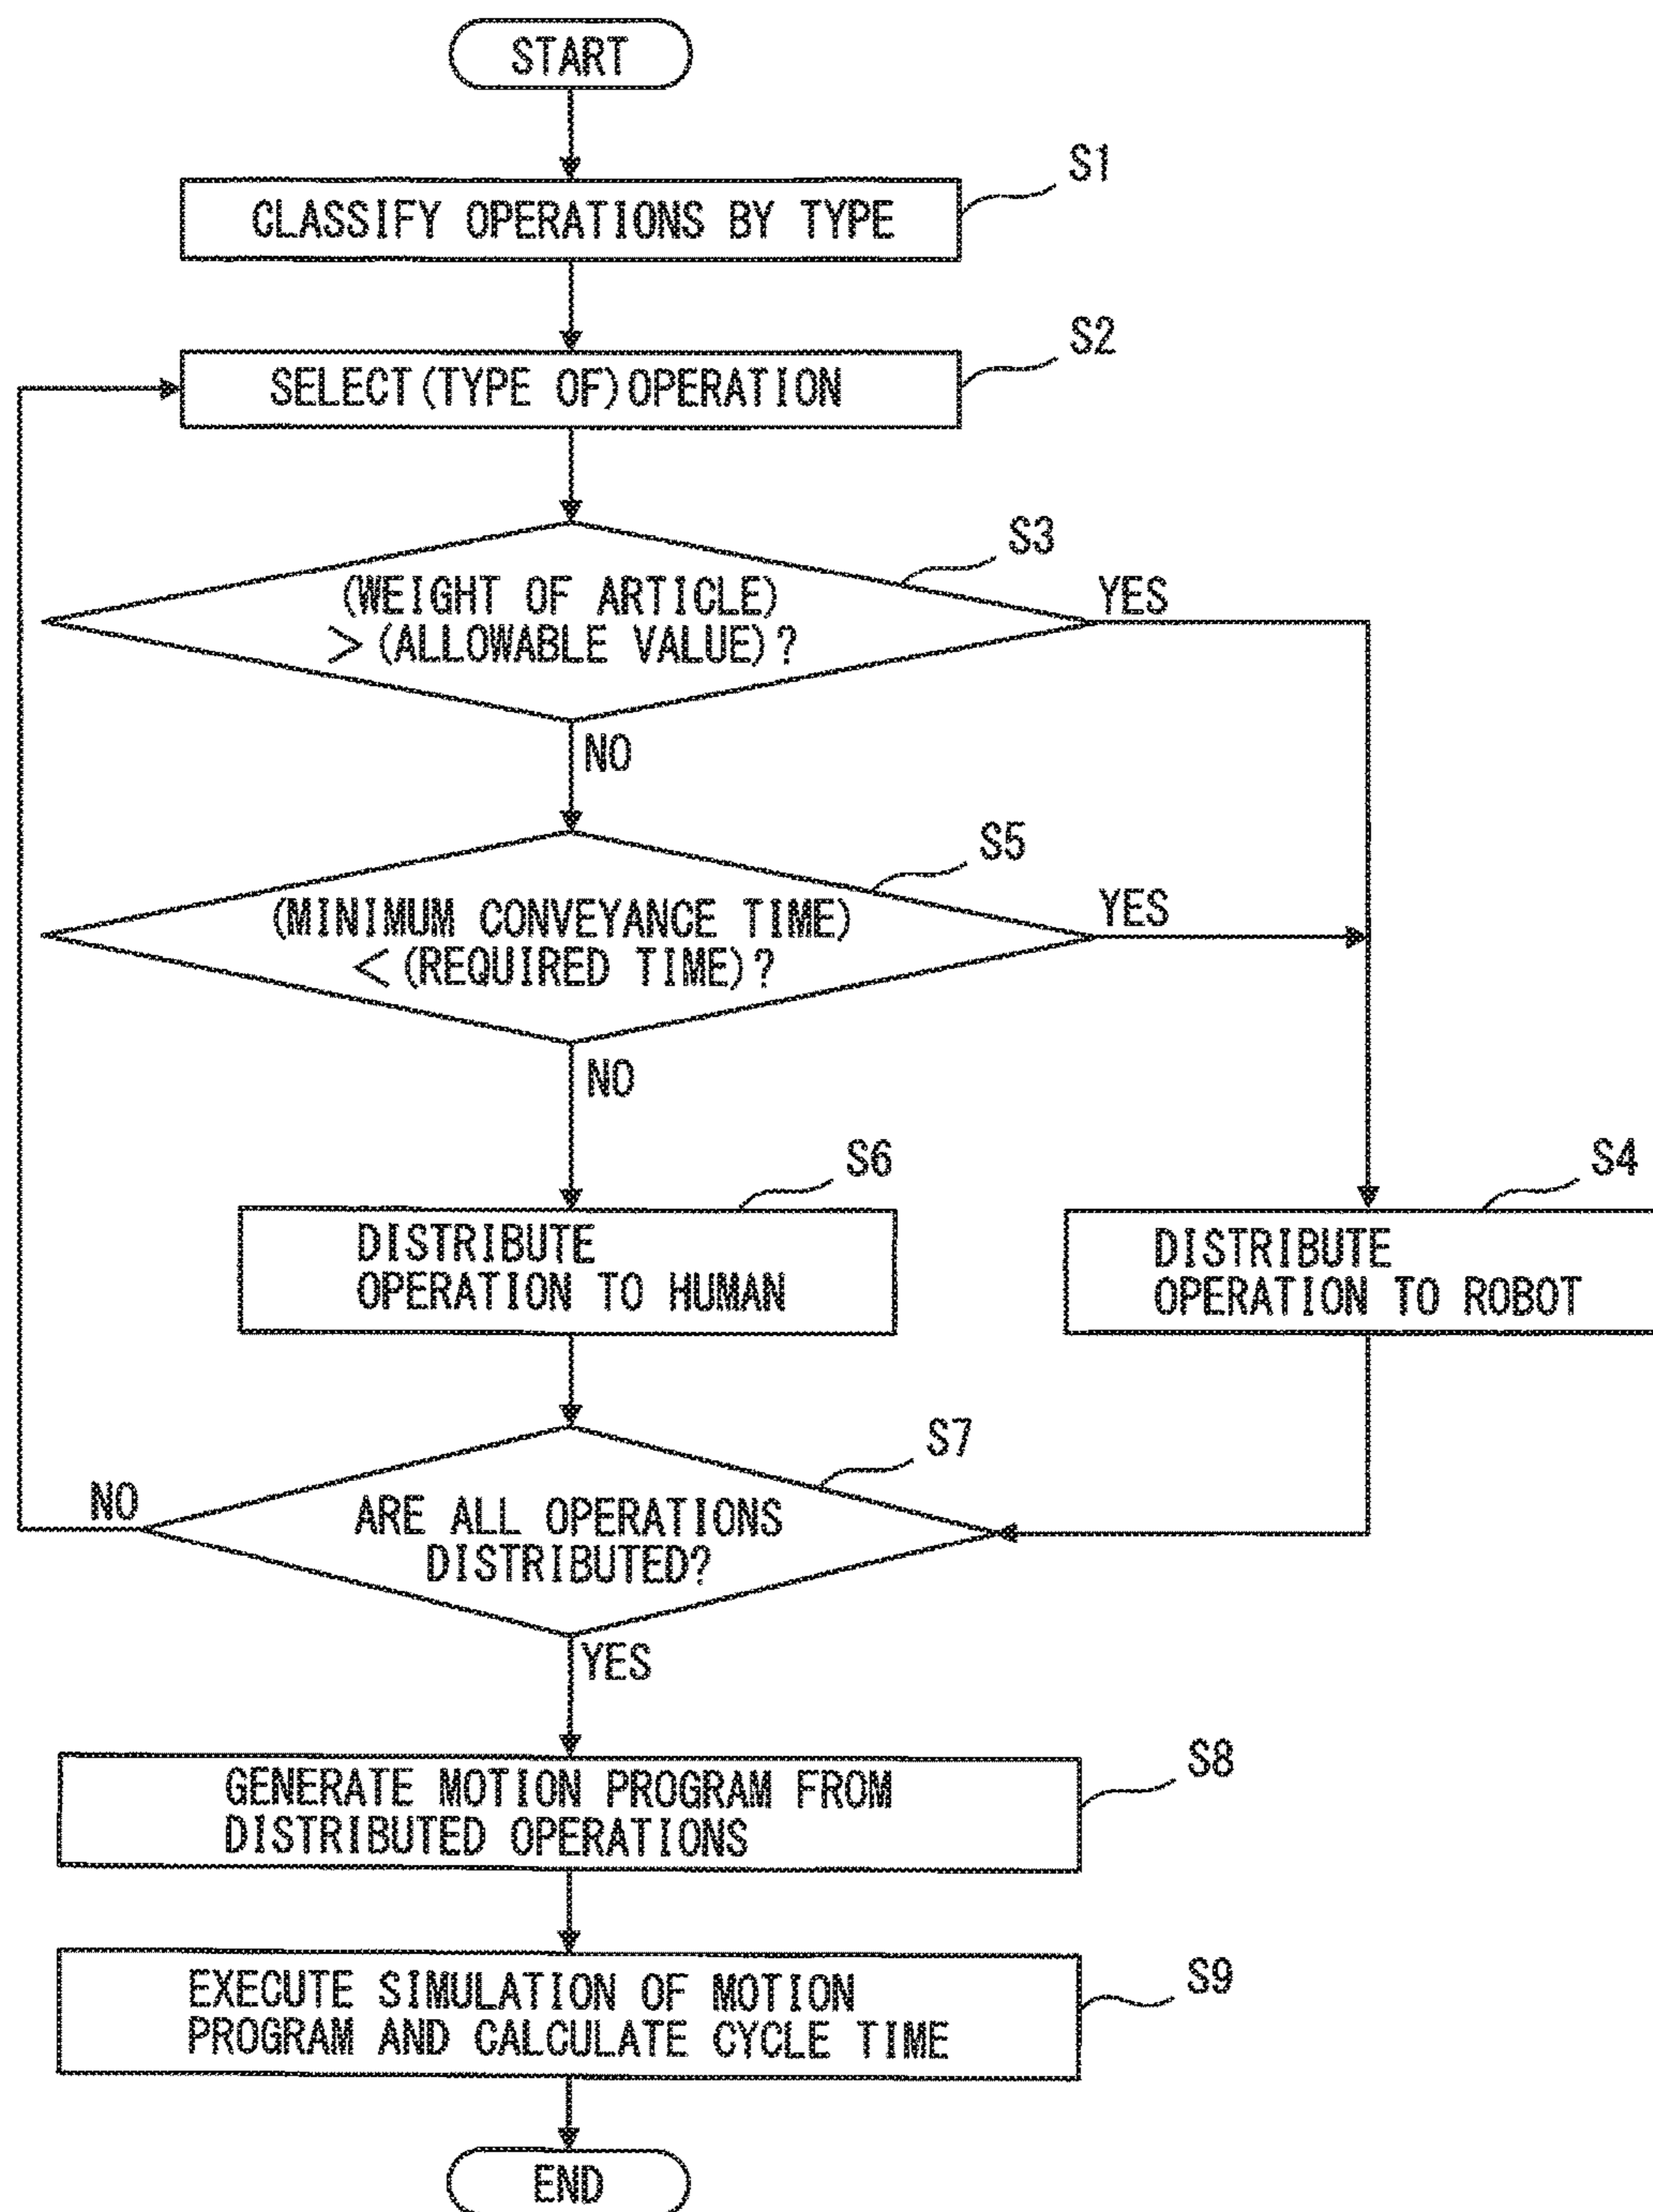 START
S1
CLASSIFY OPERATIONS BY TYPE
S2
SELECT (TYPE OF) OPERATION
S3
(WEIGHT OF ARTICLE)
> (ALLOWABLE VALUE)?
YES
NO
S5
(MINIMUM CONVEYANCE TIME)
< (REQUIRED TIME)?
YES
NO
S6
DISTRIBUTE
OPERATION TO HUMAN
S4
DISTRIBUTE
OPERATION TO ROBOT
S7
ARE ALL OPERATIONS
DISTRIBUTED?
NO
YES
S8
GENERATE MOTION PROGRAM FROM
DISTRIBUTED OPERATIONS
S9
EXECUTE SIMULATION OF MOTION
PROGRAM AND CALCULATE CYCLE TIME
END